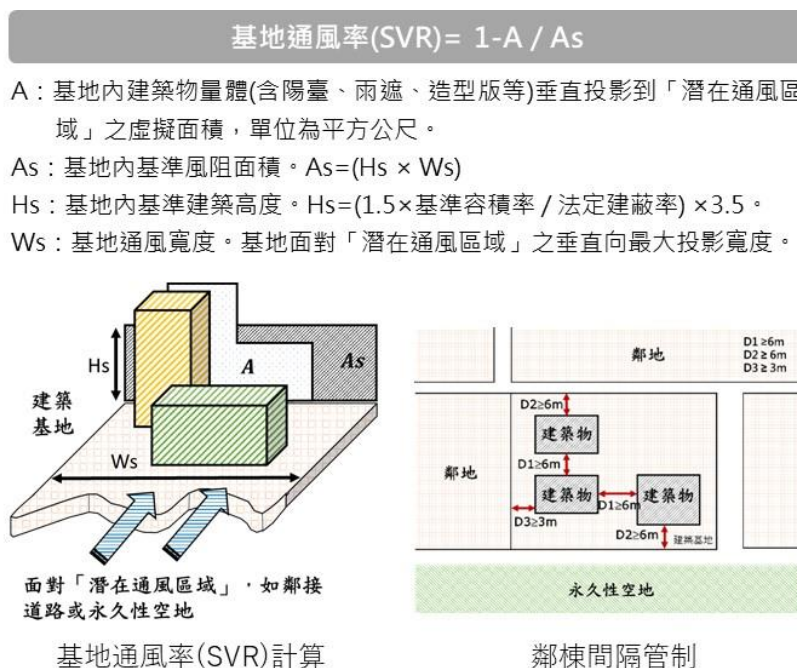 基地通風率(SVR)= 1-A / As
A：基地內建築物量體(含陽臺、雨遮、造型版等)垂直投影到「潛在通風區
域」之虛擬面積，單位為平方公尺。
As：基地內基準風阻面積。As=(Hs × Ws)
Hs：基地內基準建築高度。Hs=(1.5×基準容積率 / 法定建蔽率) ×3.5。
Ws：基地通風寬度。基地面對「潛在通風區域」之垂直向最大投影寬度。
Hs
A
As
建築
基地
Ws
面對「潛在通風區域」，如鄰接
道路或永久性空地
基地通風率(SVR)計算
鄰地
D1 ≥6m
D2 ≥ 6m
D3 ≥ 3m
D2≥6m
建築物
鄰地
D1≥6m
建築物
D1≥6m
建築物
D3≥3m
D2≥6m
建築基地
永久性空地
鄰棟間隔管制